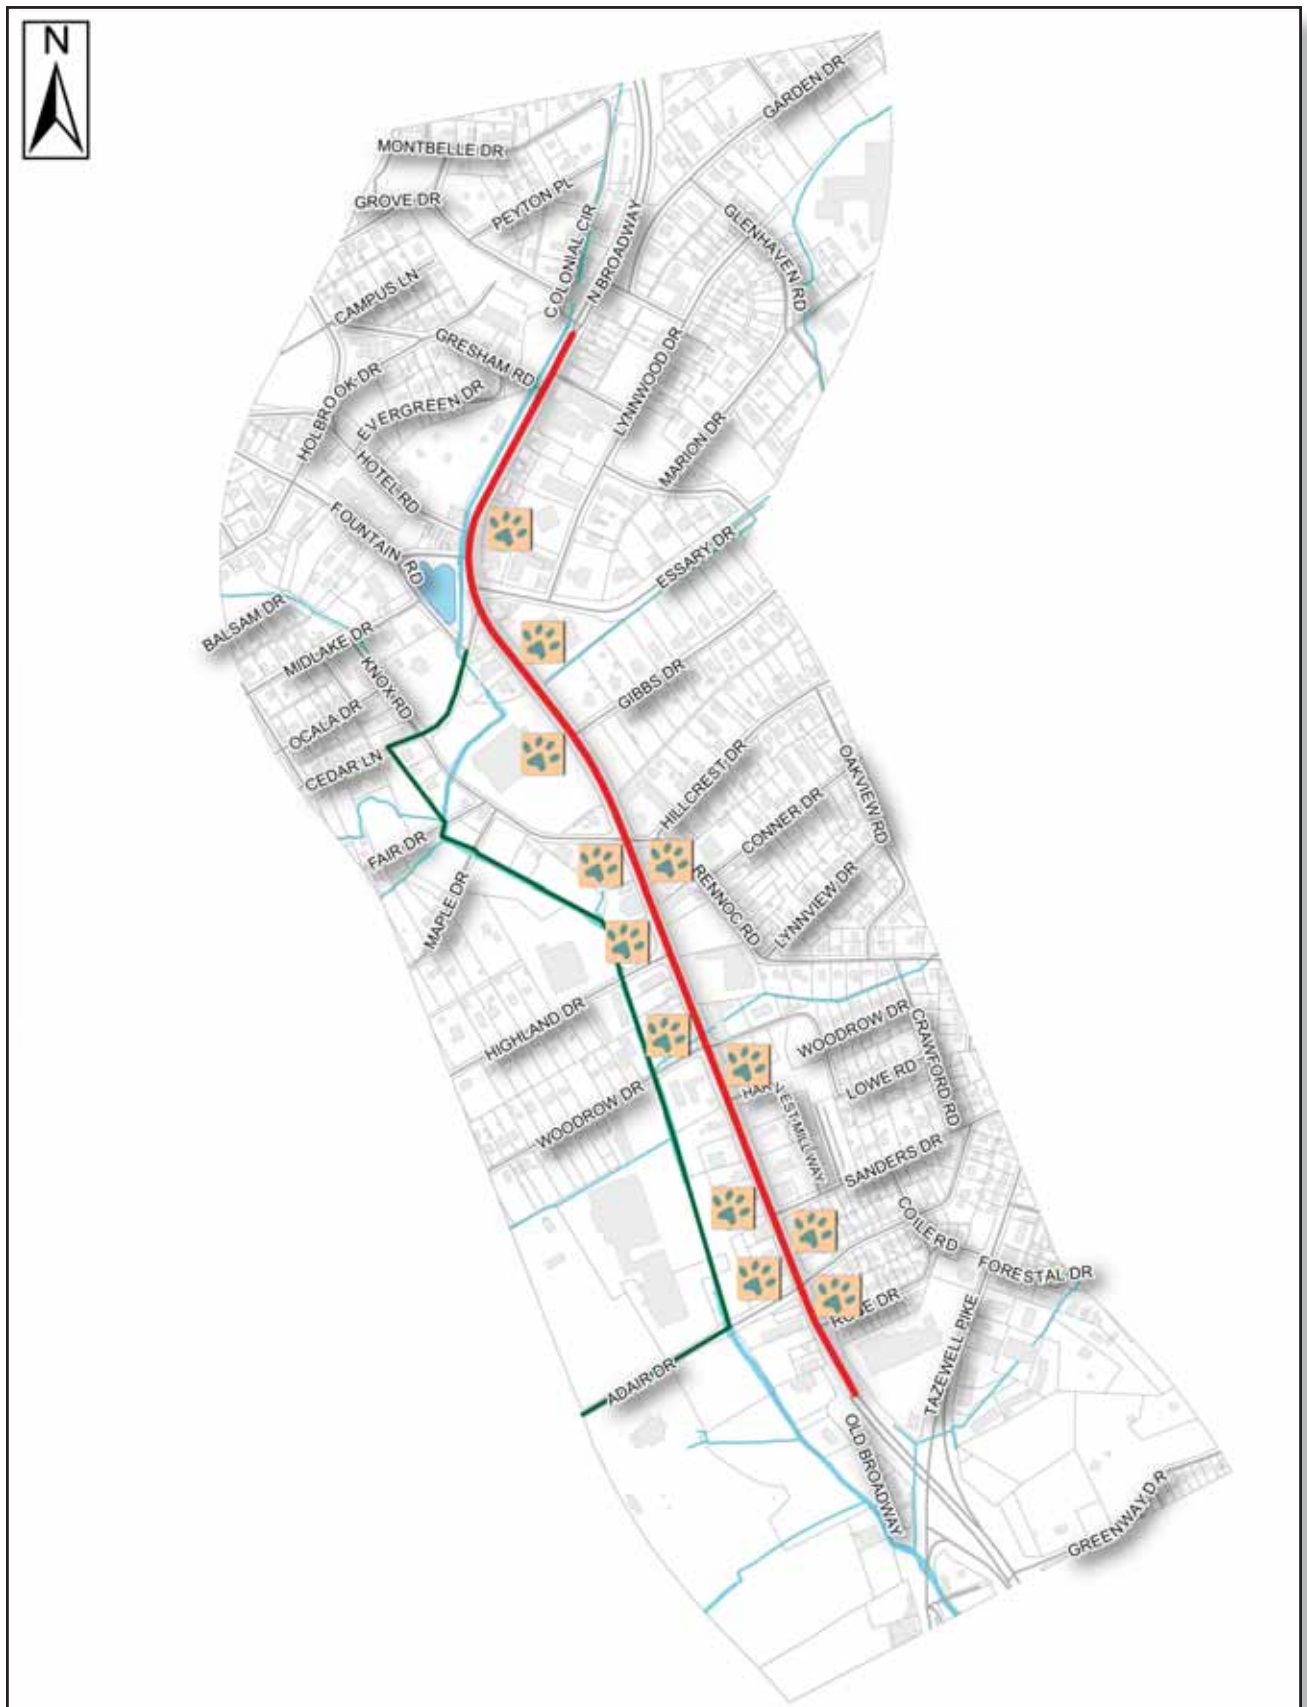 N
GARDEN DR
MONTBELLE DR
PEYTON PL
GROVE DR
COLONIAL CIR
N BROADWAY
GLENHAVEN RD
CAMPUS LN
GRESHAM RD
LYNNWOOD DR
HOLBROOK DR
EVERGREEN DR
MARION DR
HOTEL RD
FOUNTAIN RD
ESSARY DR
BALSAM DR
MIDLAKE DR
KNOX RD
GIBBS DR
OCALA DR
CEDAR LN
HILLCREST DR
OAKVIEW RD
CONNER DR
FAIR DR
MAPLE DR
RENNOC RD
LYNNVIEW DR
HIGHLAND DR
WOODROW DR
CRAWFORD RD
LOWE RD
WOODROW DR
HARVEST MILL WAY
SANDERS DR
COILE RD
FORESTAL DR
DR
TAZEWELL PIKE
ADAIR DR
OLD BROADWAY
GREENWAY DR